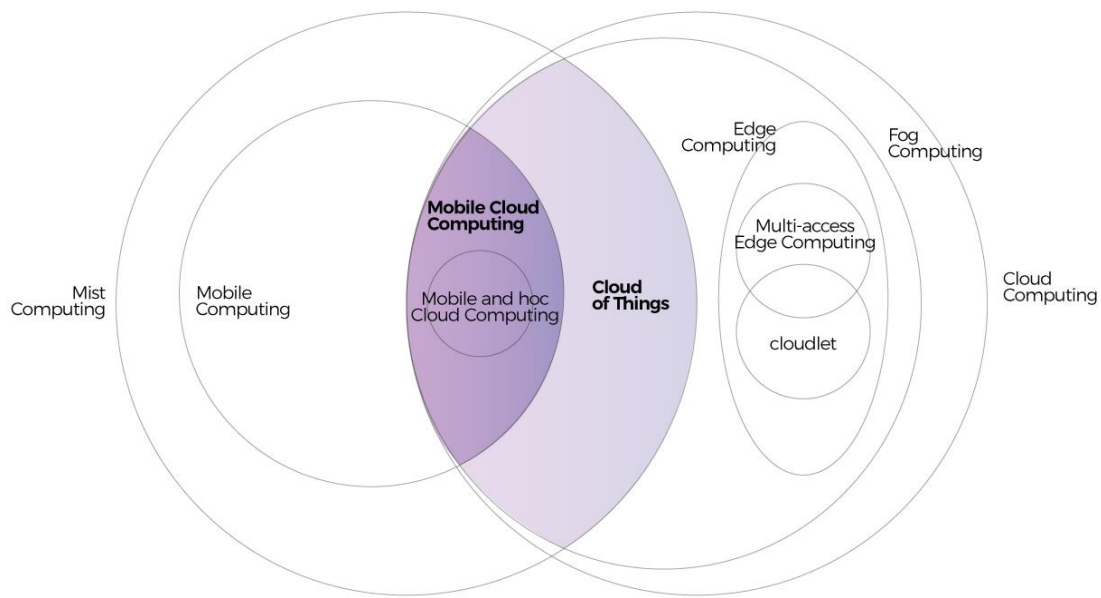 Edge
Computing
Fog
Computing
Mobile Cloud
Computing
Multi-access
Edge Computing
Mist
Computing
Mobile
Computing
Mobile and hoc
Cloud Computing
Cloud
of Things
Cloud
Computing
cloudlet